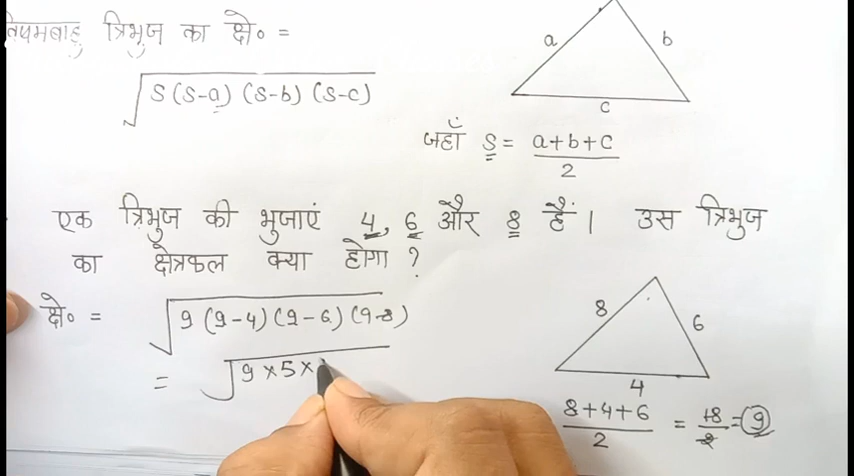 विषमबाहु त्रिभुज का क्षे० =
√S(S-a) (S-b) (S-c)
a
b
c
जहाँ S = a+b+c / 2
एक त्रिभुज की भुजाएं 4, 6 और 8 हैं। उस त्रिभुज
का क्षेत्रफल क्या होगा ?
क्षे० = √9(9-4)(9-6)(9-8)
= √9×5×
8
6
4
8+4+6 / 2 = 18 / 2 = 9